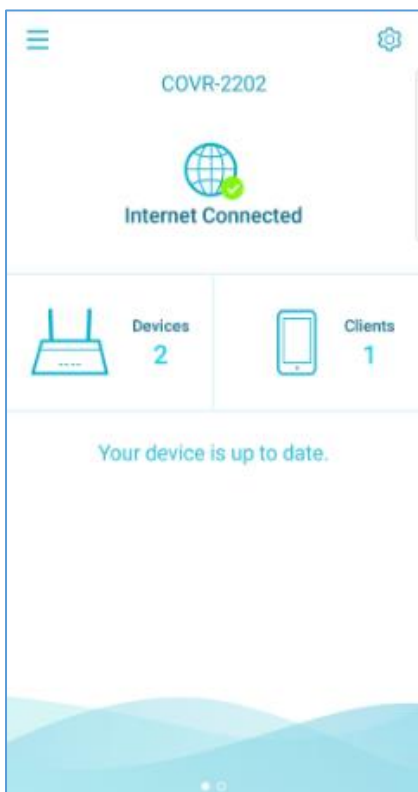 COVR-2202
Internet Connected
Devices
2
Clients
1
Your device is up to date.